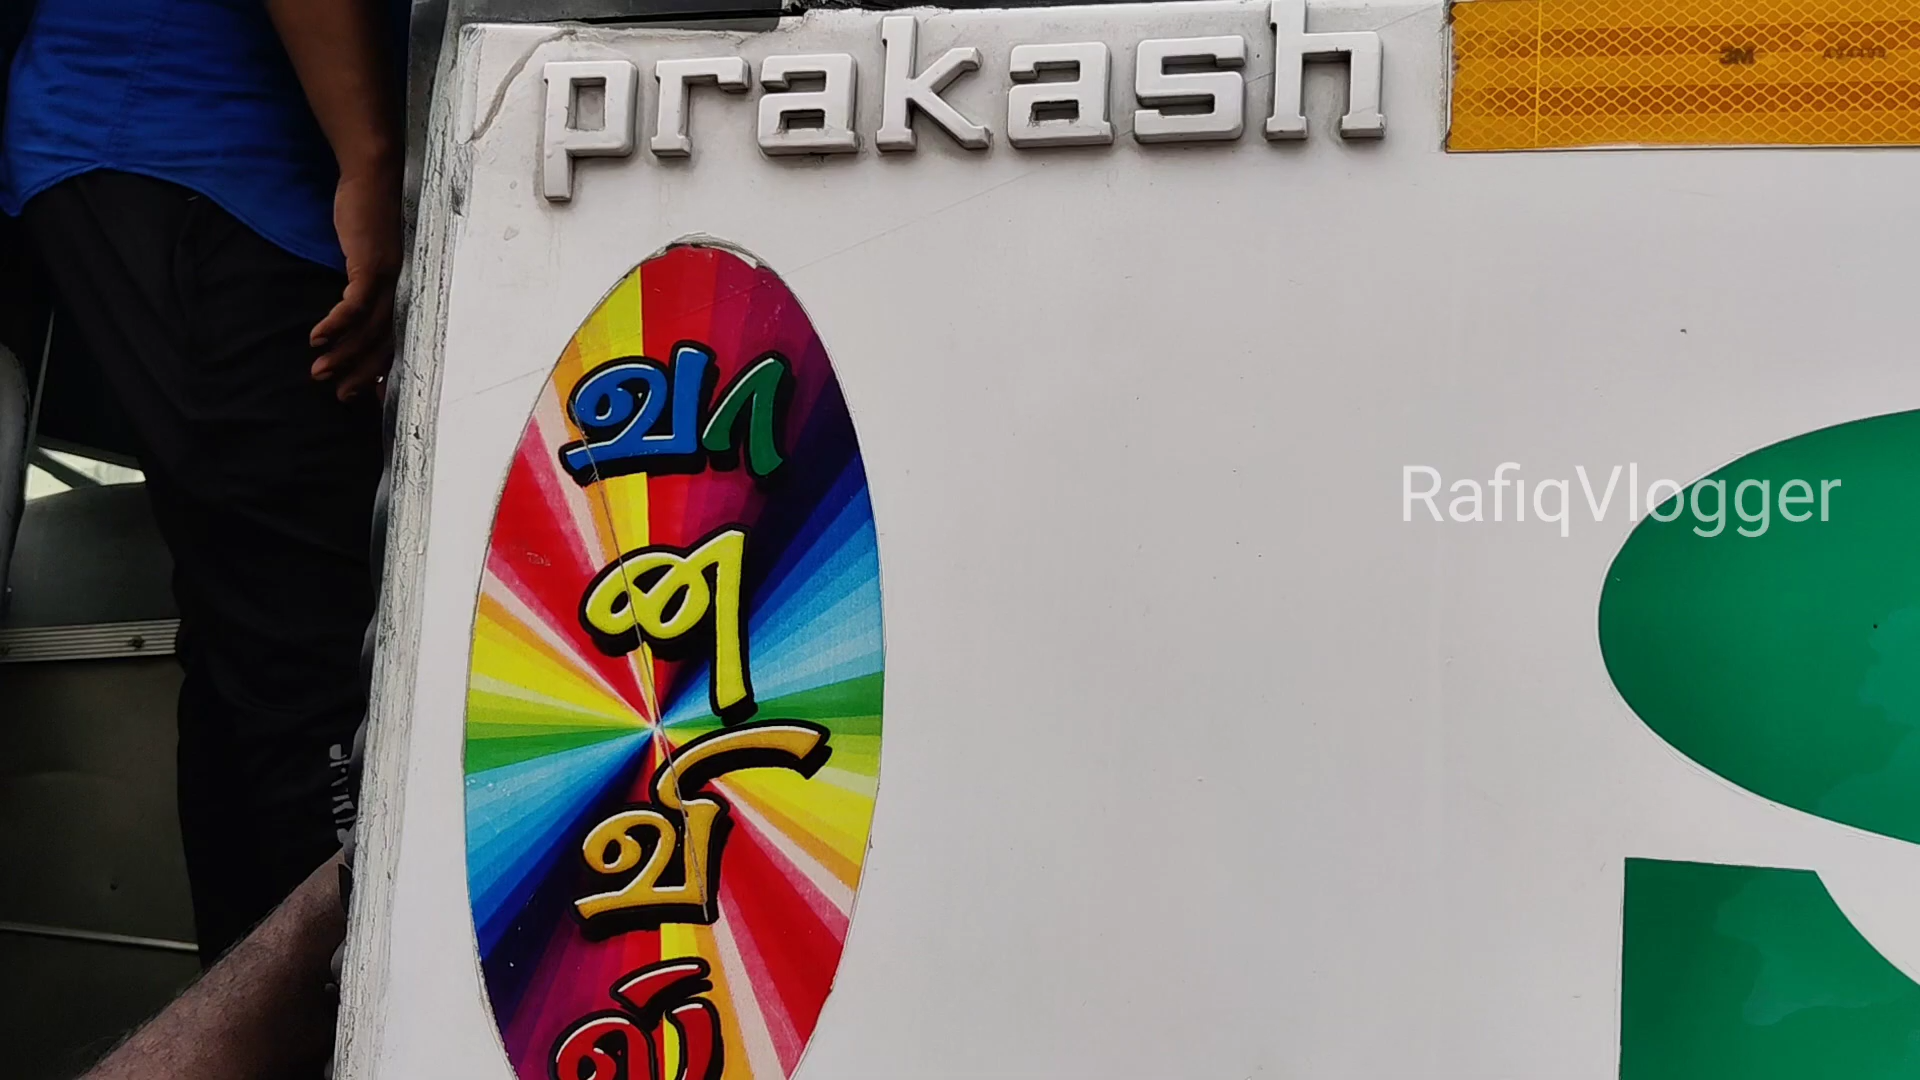 prakash
3M
வா
ன
வி
ல்
RafiqVlogger